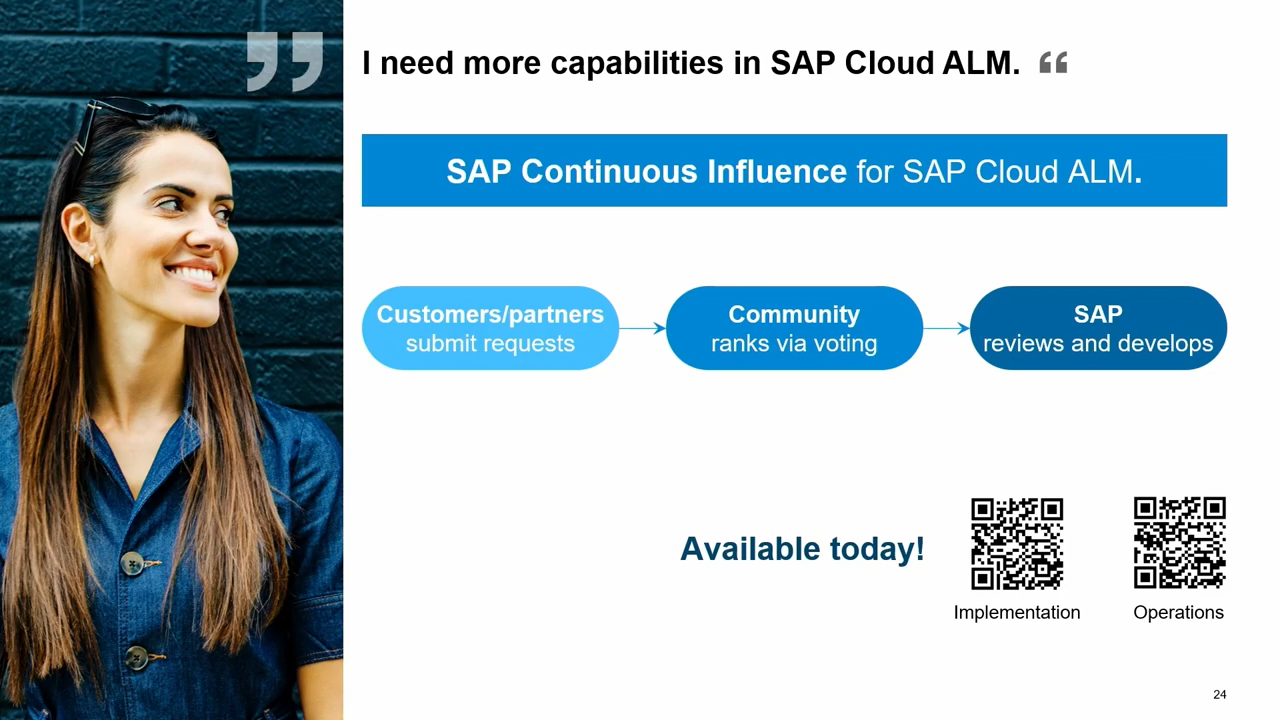 I need more capabilities in SAP Cloud ALM.
SAP Continuous Influence for SAP Cloud ALM.
Customers/partners
submit requests
Community
ranks via voting
SAP
reviews and develops
Available today!
Implementation
Operations
24